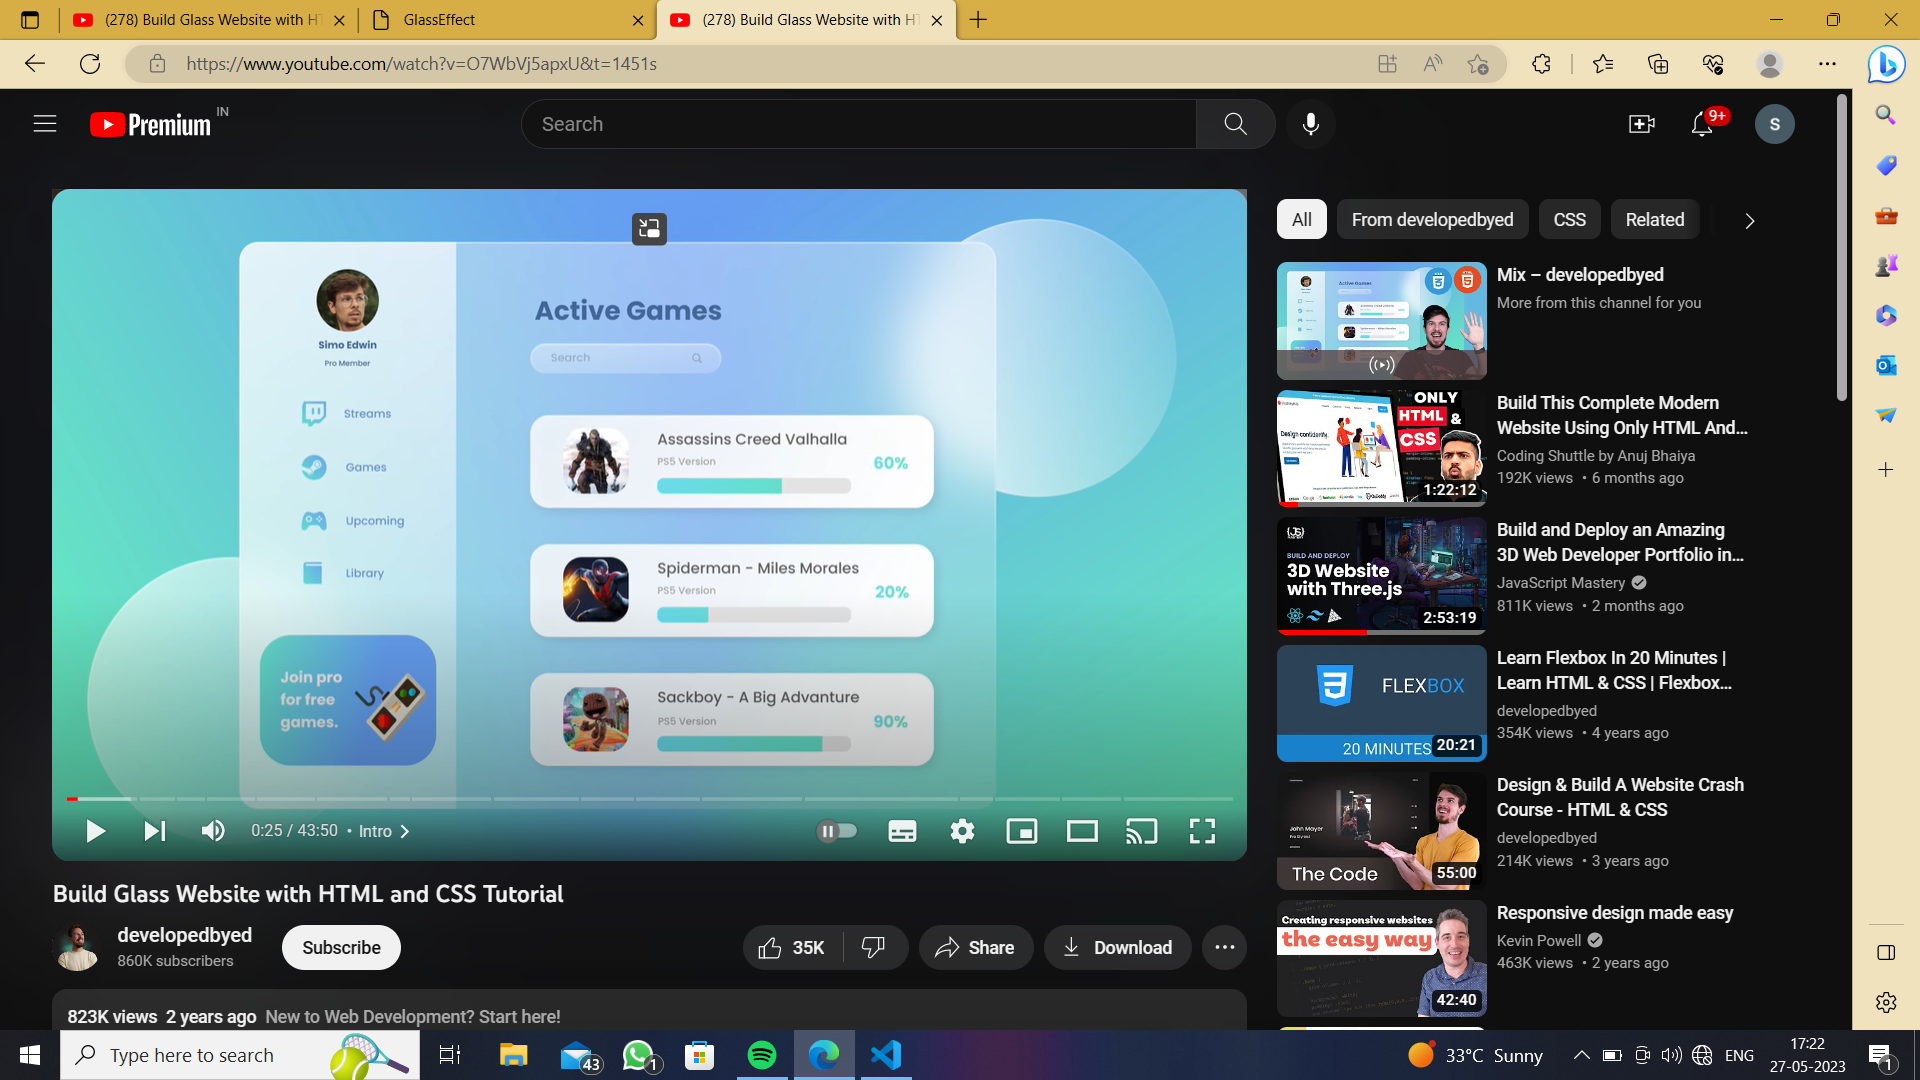 (278) Build Glass Website with HT
GlassEffect
(278) Build Glass Website with HT
https://www.youtube.com/watch?v=O7WbVj5apxU&t=1451s
Premium IN
Search
9+
S
Active Games
Search
Simo Edwin
Pro Member
Streams
Games
Upcoming
Library
Join pro
for free
games.
Assassins Creed Valhalla
PS5 Version
60%
Spiderman - Miles Morales
PS5 Version
20%
Sackboy - A Big Advanture
PS5 Version
90%
0:25 / 43:50 • Intro
Build Glass Website with HTML and CSS Tutorial
developedbyed
860K subscribers
Subscribe
35K
Share
Download
823K views 2 years ago New to Web Development? Start here!
All
From developedbyed
CSS
Related
Active Games
Mix – developedbyed
More from this channel for you
ONLY
HTML &
CSS
Design confidently.
1:22:12
Build This Complete Modern
Website Using Only HTML And...
Coding Shuttle by Anuj Bhaiya
192K views • 6 months ago
BUILD AND DEPLOY
3D Website
with Three.js
2:53:19
Build and Deploy an Amazing
3D Web Developer Portfolio in...
JavaScript Mastery
811K views • 2 months ago
FLEXBOX
20 MINUTES
20:21
Learn Flexbox In 20 Minutes |
Learn HTML & CSS | Flexbox...
developedbyed
354K views • 4 years ago
John Mayer
The Code
55:00
Design & Build A Website Crash
Course - HTML & CSS
developedbyed
214K views • 3 years ago
Creating responsive websites
the easy way
42:40
Responsive design made easy
Kevin Powell
463K views • 2 years ago
Type here to search
43
1
33°C Sunny
ENG
17:22
27-05-2023
1